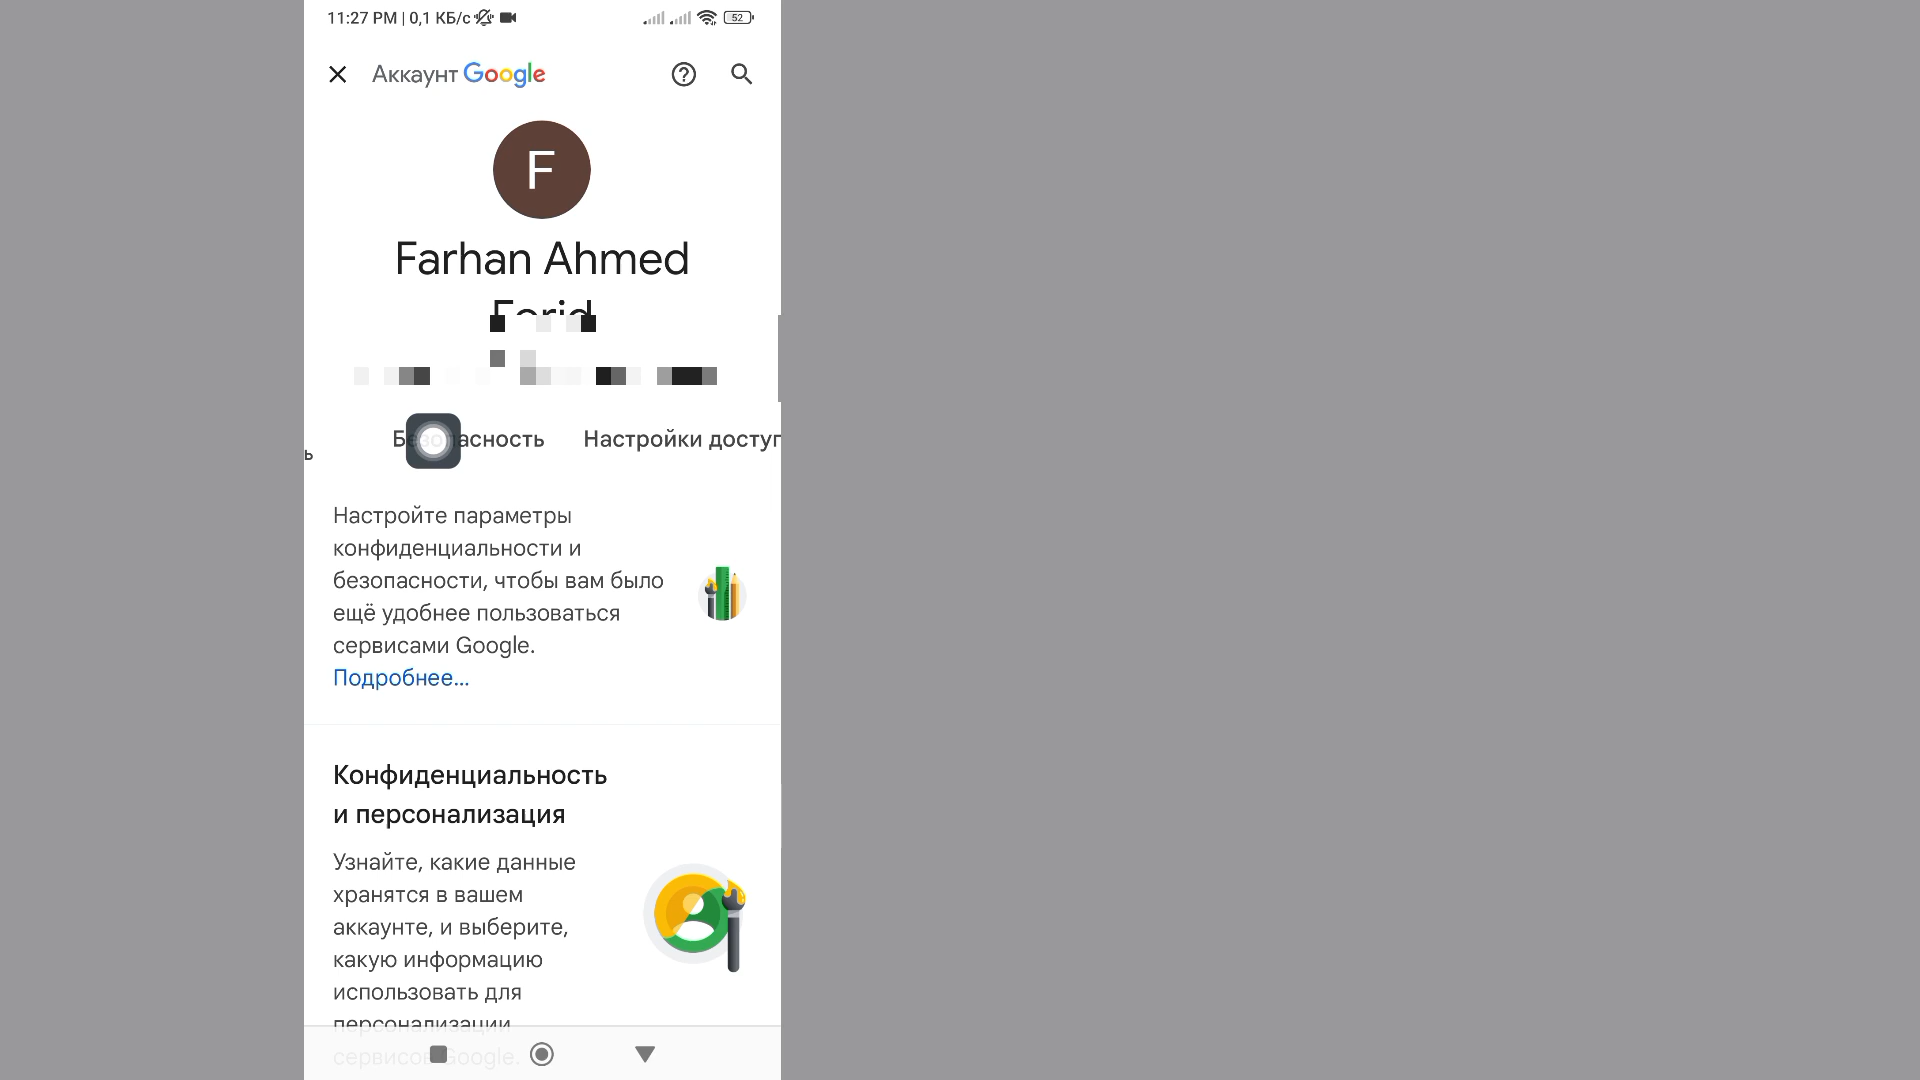 11:27 PM | 0,1 КБ/с
52
Аккаунт Google
F
Farhan Ahmed
ь
Безопасность Настройки доступ
Настройте параметры
конфиденциальности и
безопасности, чтобы вам было
ещё удобнее пользоваться
сервисами Google.
Подробнее...
Конфиденциальность
и персонализация
Узнайте, какие данные
хранятся в вашем
аккаунте, и выберите,
какую информацию
использовать для
персонализации
сервисов Google.